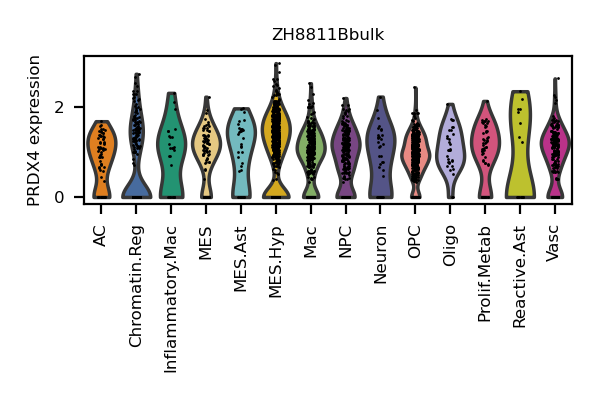 ZH8811Bbulk
PRDX4 expression
2
0
AC
Chromatin.Reg
Inflammatory.Mac
MES
MES.Ast
MES.Hyp
Mac
NPC
Neuron
OPC
Oligo
Prolif.Metab
Reactive.Ast
Vasc